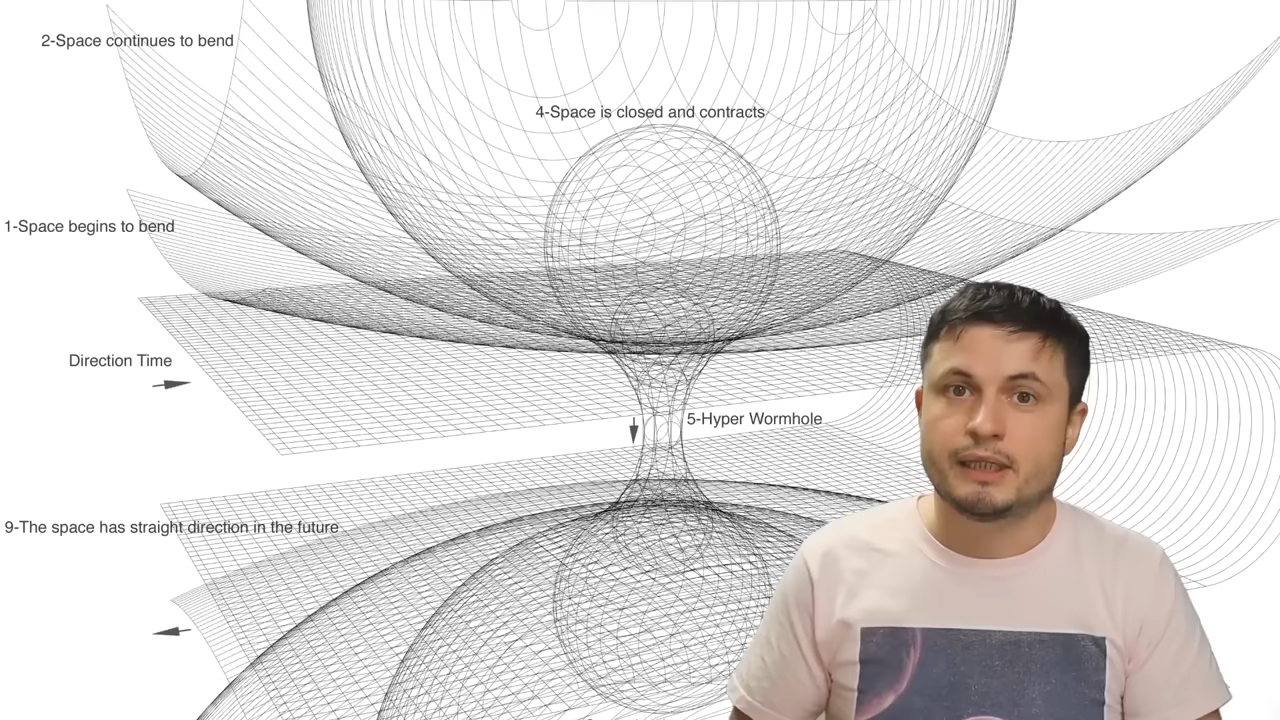 2-Space continues to bend
4-Space is closed and contracts
1-Space begins to bend
Direction Time
5-Hyper Wormhole
9-The space has straight direction in the future